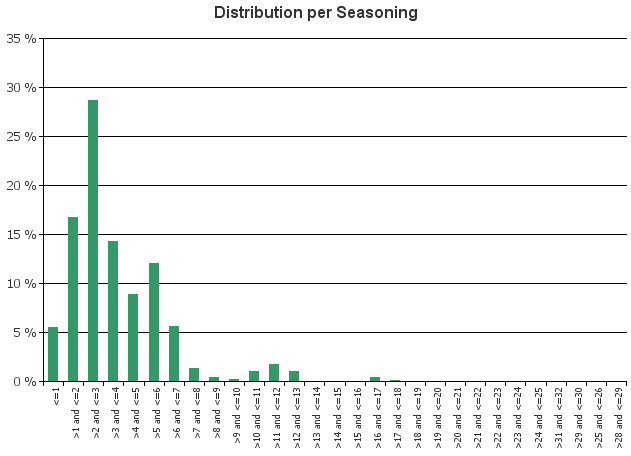 Distribution per Seasoning
35 %
30 %
25 %
20 %
15 %
10 %
5 %
0 %
<=1
>1 and <=2
>2 and <=3
>3 and <=4
>4 and <=5
>5 and <=6
>6 and <=7
>7 and <=8
>8 and <=9
>9 and <=10
>10 and <=11
>11 and <=12
>12 and <=13
>13 and <=14
>14 and <=15
>15 and <=16
>16 and <=17
>17 and <=18
>18 and <=19
>19 and <=20
>20 and <=21
>21 and <=22
>22 and <=23
>23 and <=24
>24 and <=25
>31 and <=32
>29 and <=30
>25 and <=26
>28 and <=29